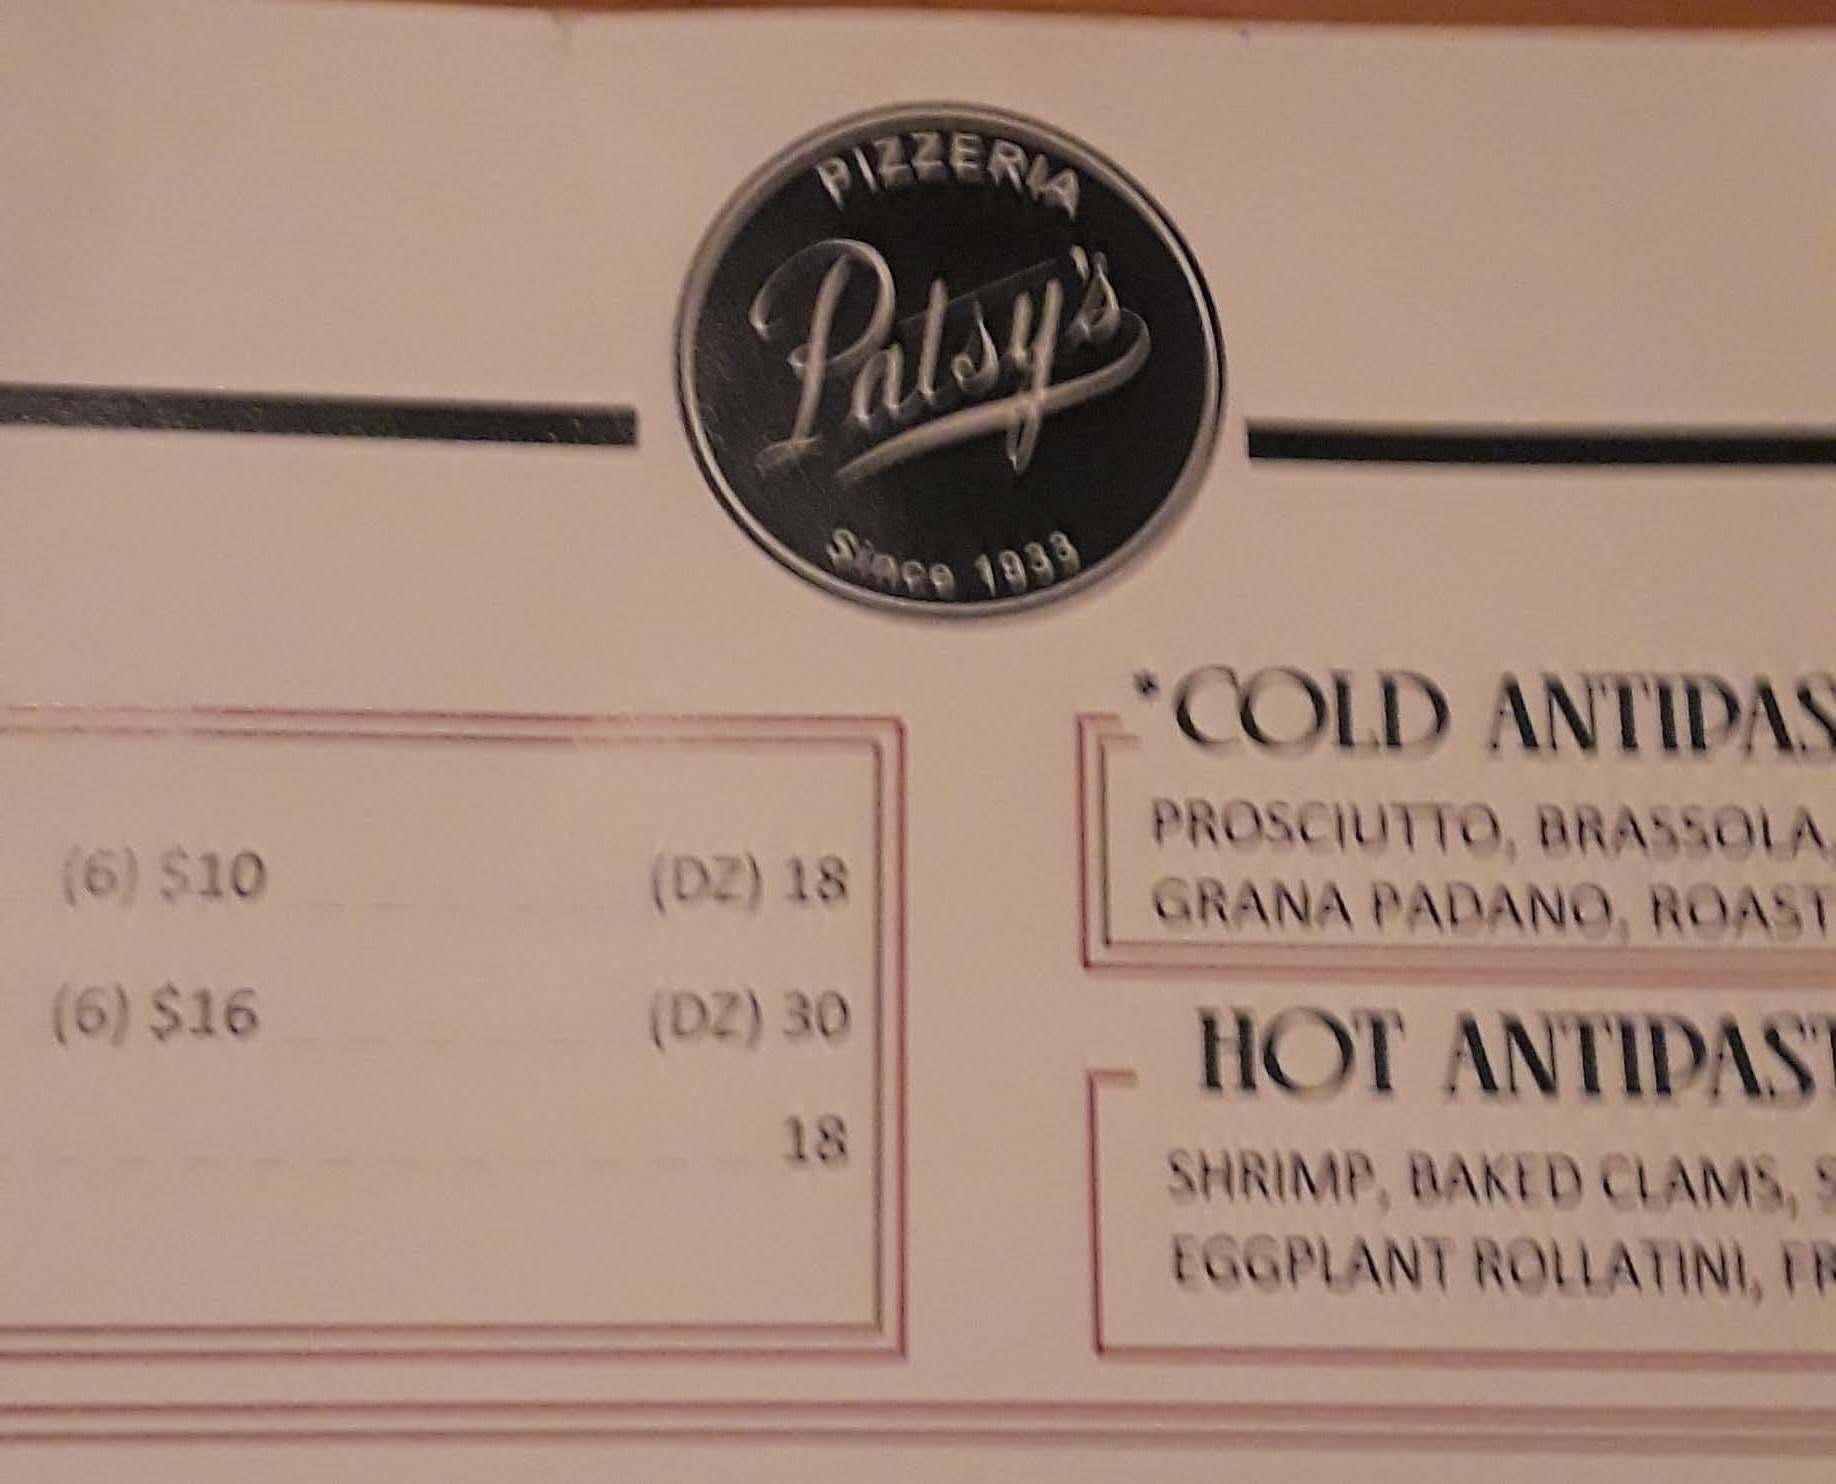 PIZZERIA
Patsy's
Since 1933
(6) $10 (DZ) 18
(6) $16 (DZ) 30
18
*COLD ANTIPAS
PROSCIUTTO, BRASSOLA,
GRANA PADANO, ROAST
HOT ANTIPAST
SHRIMP, BAKED CLAMS, S
EGGPLANT ROLLATINI, FR